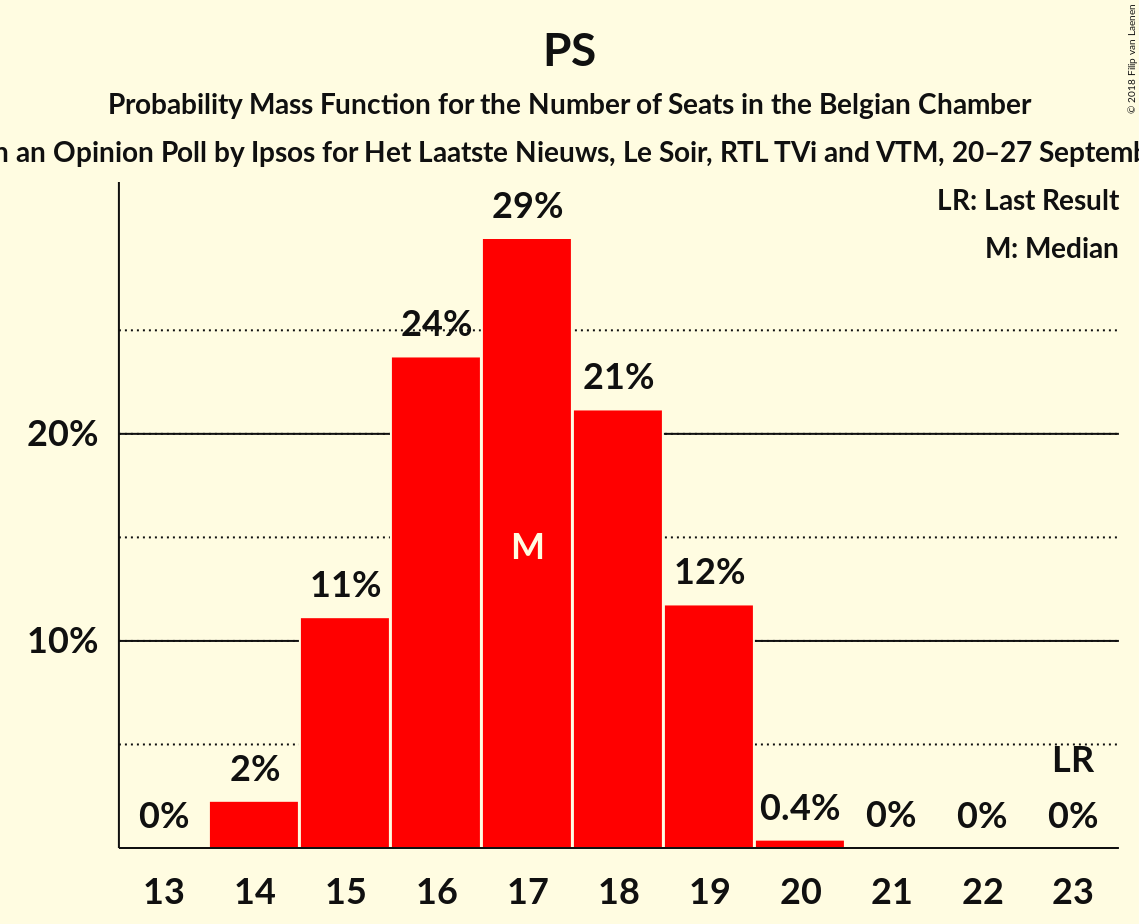 PS
Probability Mass Function for the Number of Seats in the Belgian Chamber
an Opinion Poll by Ipsos for Het Laatste Nieuws, Le Soir, RTL TVi and VTM, 20–27
LR: Last Result
M: Median
© 2018 Filip van Laenen
29%
24%
21%
20%
M
12%
11%
10%
LR
2%
0.4%
0%
0%
0%
0%
13 14 15 16 17 18 19 20 21 22 23